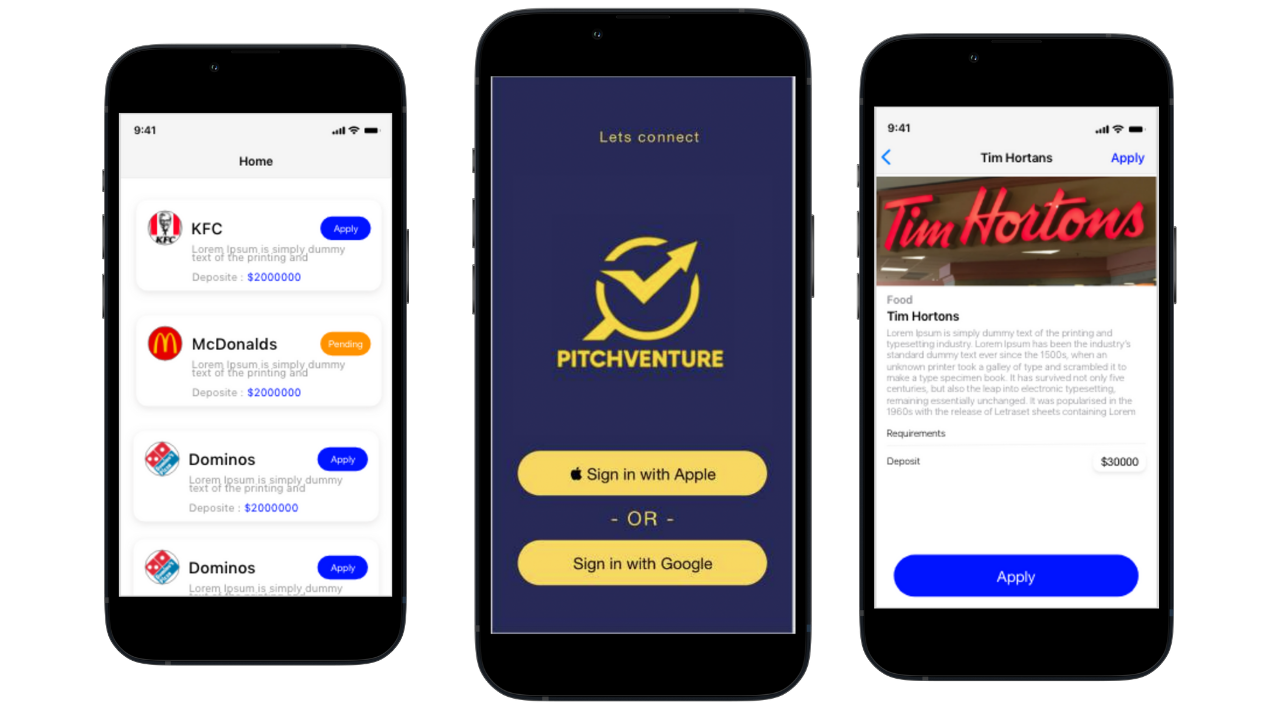 9:41
Home
KFC
KFC
Apply
Lorem Ipsum is simply dummy
text of the printing and
Deposite : $2000000
McDonalds
Pending
Lorem Ipsum is simply dummy
text of the printing and
Deposite : $2000000
Dominos
Apply
Lorem Ipsum is simply dummy
text of the printing and
Deposite : $2000000
Dominos
Apply
Lorem Ipsum is simply dummy
Lets connect
PITCHVENTURE
Sign in with Apple
- OR -
Sign in with Google
9:41
Tim Hortans
Apply
Tim Hortons
Food
Tim Hortons
Lorem Ipsum is simply dummy text of the printing and
typesetting industry. Lorem Ipsum has been the industry's
standard dummy text ever since the 1500s, when an
unknown printer took a galley of type and scrambled it to
make a type specimen book. It has survived not only five
centuries, but also the leap into electronic typesetting,
remaining essentially unchanged. It was popularised in the
1960s with the release of Letraset sheets containing Lorem
Requirements
Deposit
$30000
Apply